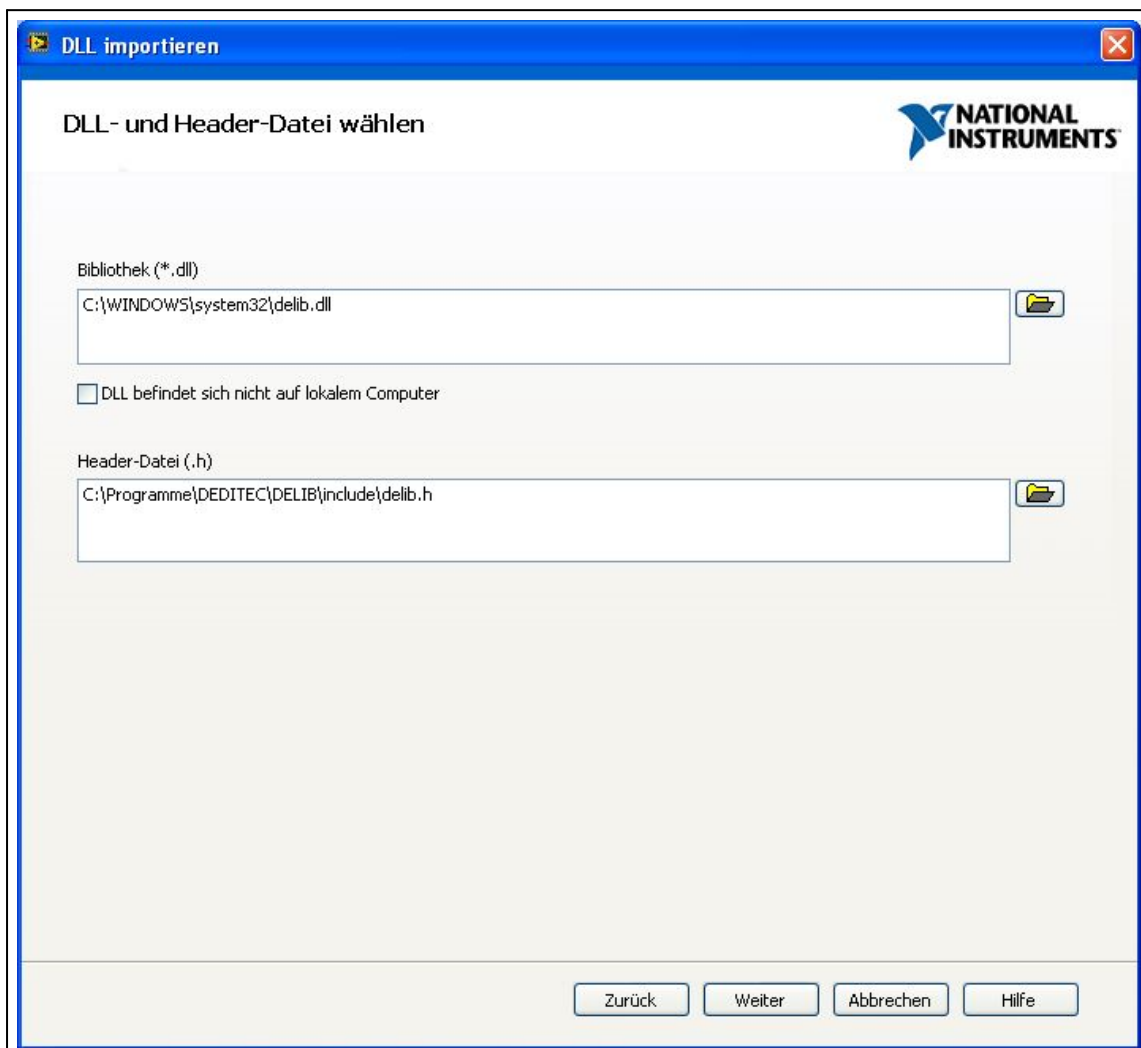 DLL importieren
DLL- und Header-Datei wählen
NATIONAL
INSTRUMENTS
Bibliothek (*.dll)
C:\WINDOWS\system32\delib.dll
DLL befindet sich nicht auf lokalem Computer
Header-Datei (.h)
C:\Programme\DEDITEC\DELIB\include\delib.h
Zurück Weiter Abbrechen Hilfe